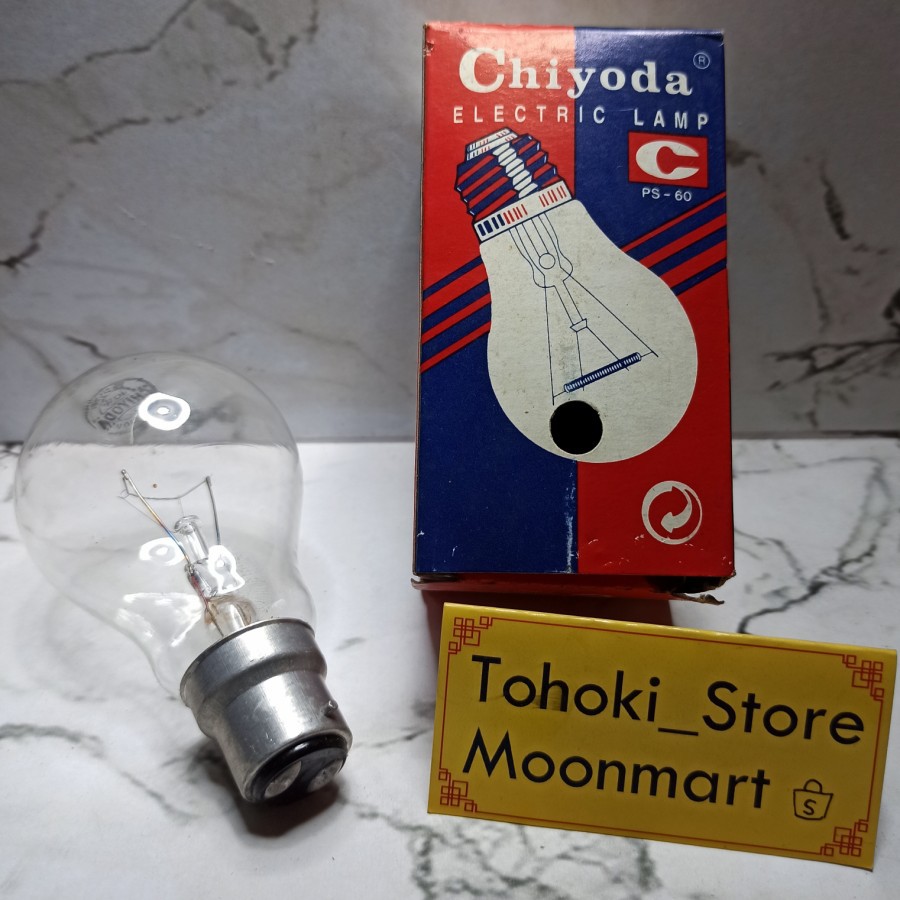 Chiyoda ®
ELECTRIC LAMP
C
PS-60
Tohoki_Store
Moonmart S